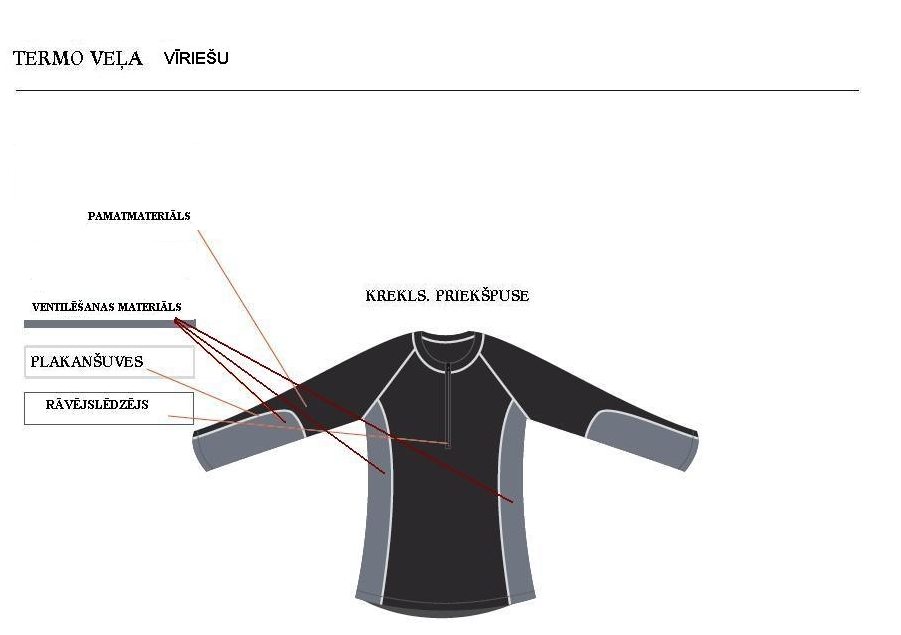 TERMO VEĻA VĪRIEŠU
PAMATMATERIĀLS
KREKLS. PRIEKŠPUSE
VENTILĒŠANAS MATERIĀLS
PLAKANŠUVES
RĀVĒJSLĒDZĒJS